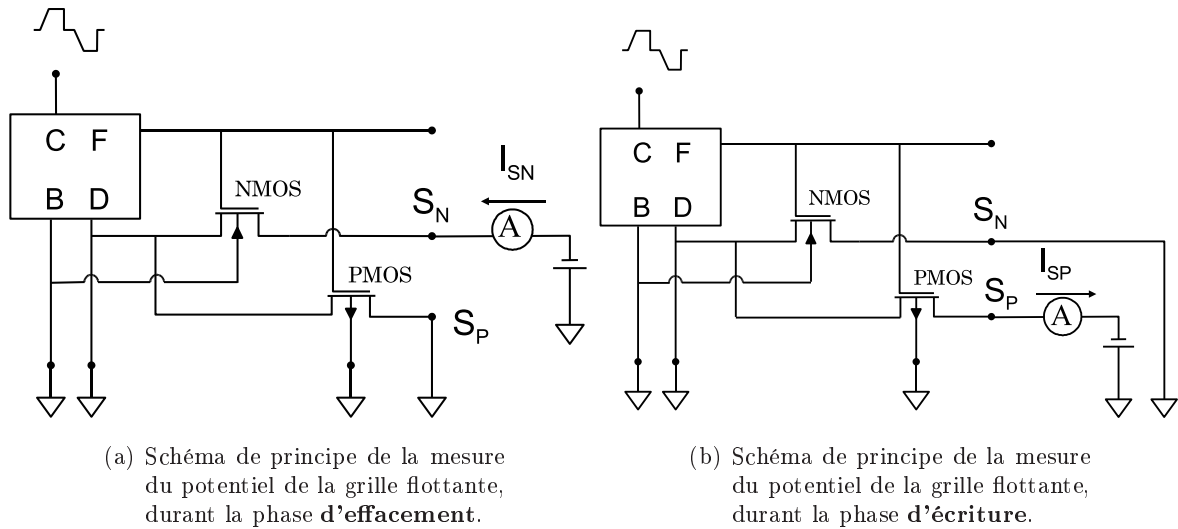 C F
B D
NMOS
PMOS
S_N
S_P
I_SN
A
(a) Schéma de principe de la mesure
du potentiel de la grille flottante,
durant la phase d'effacement.
C F
B D
NMOS
PMOS
S_N
S_P
I_SP
A
(b) Schéma de principe de la mesure
du potentiel de la grille flottante,
durant la phase d'écriture.